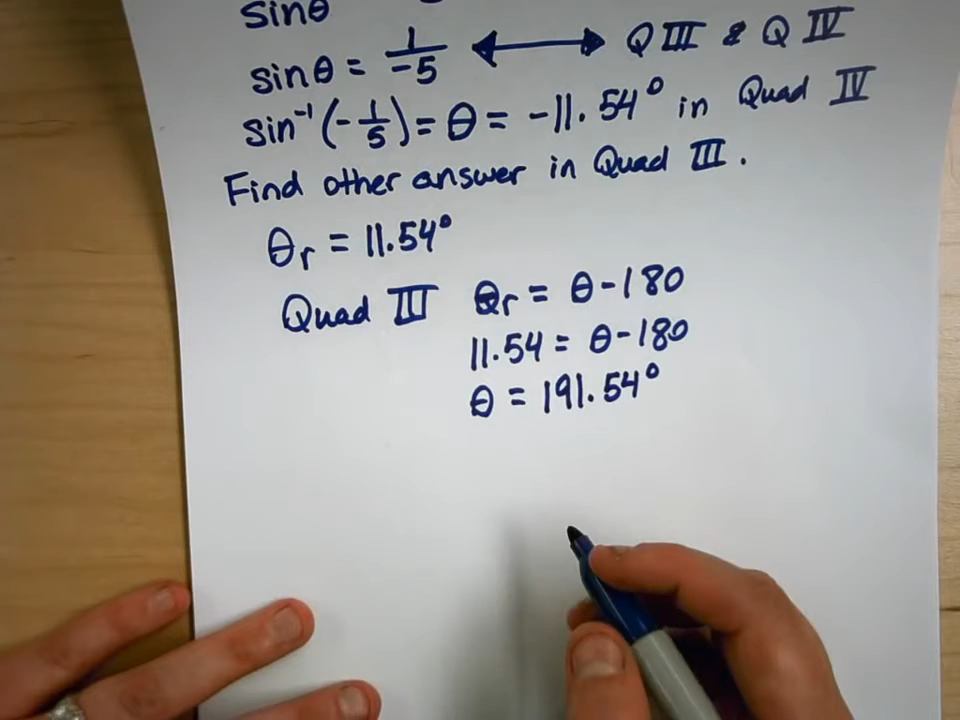 sinθ
sinθ = 1/-5 ⟷ Q III & Q IV
sin⁻¹(-1/5) = θ = -11.54° in Quad IV
Find other answer in Quad III.
θr = 11.54°
Quad III θr = θ-180
11.54 = θ-180
θ = 191.54°